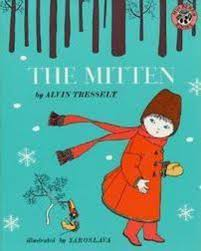 THE MITTEN
by ALVIN TRESSELT
illustrated by YAROSLAVA